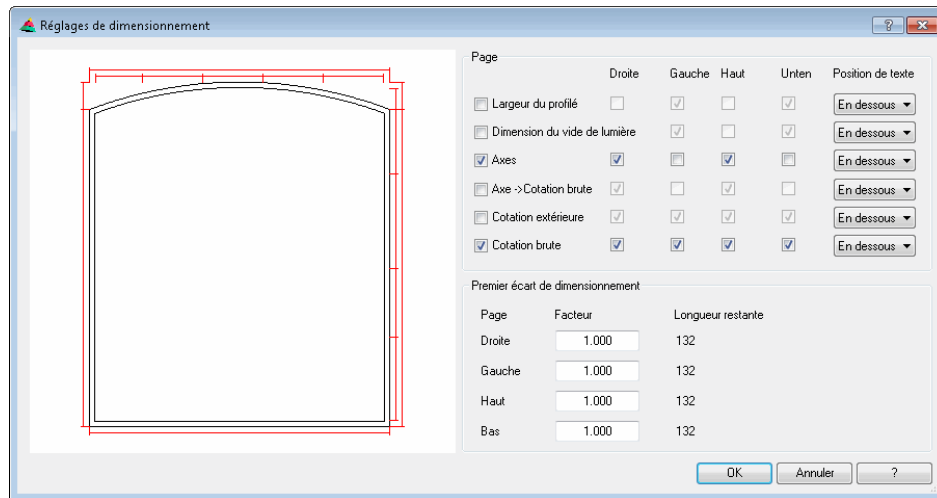 Réglages de dimensionnement
?
Page
Droite Gauche Haut Unten Position de texte
Largeur du profilé En dessous
Dimension du vide de lumière En dessous
Axes En dessous
Axe -> Cotation brute En dessous
Cotation extérieure En dessous
Cotation brute En dessous
Premier écart de dimensionnement
Page Facteur Longueur restante
Droite 1.000 132
Gauche 1.000 132
Haut 1.000 132
Bas 1.000 132
OK Annuler ?